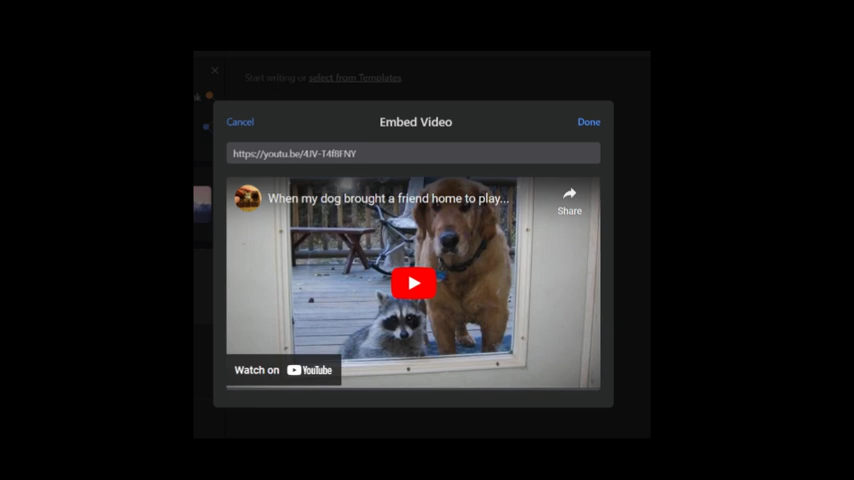 Start writing or select from Templates
Cancel
Embed Video
Done
https://youtu.be/4JV-T4f8FNY
When my dog brought a friend home to play...
Share
Watch on YouTube